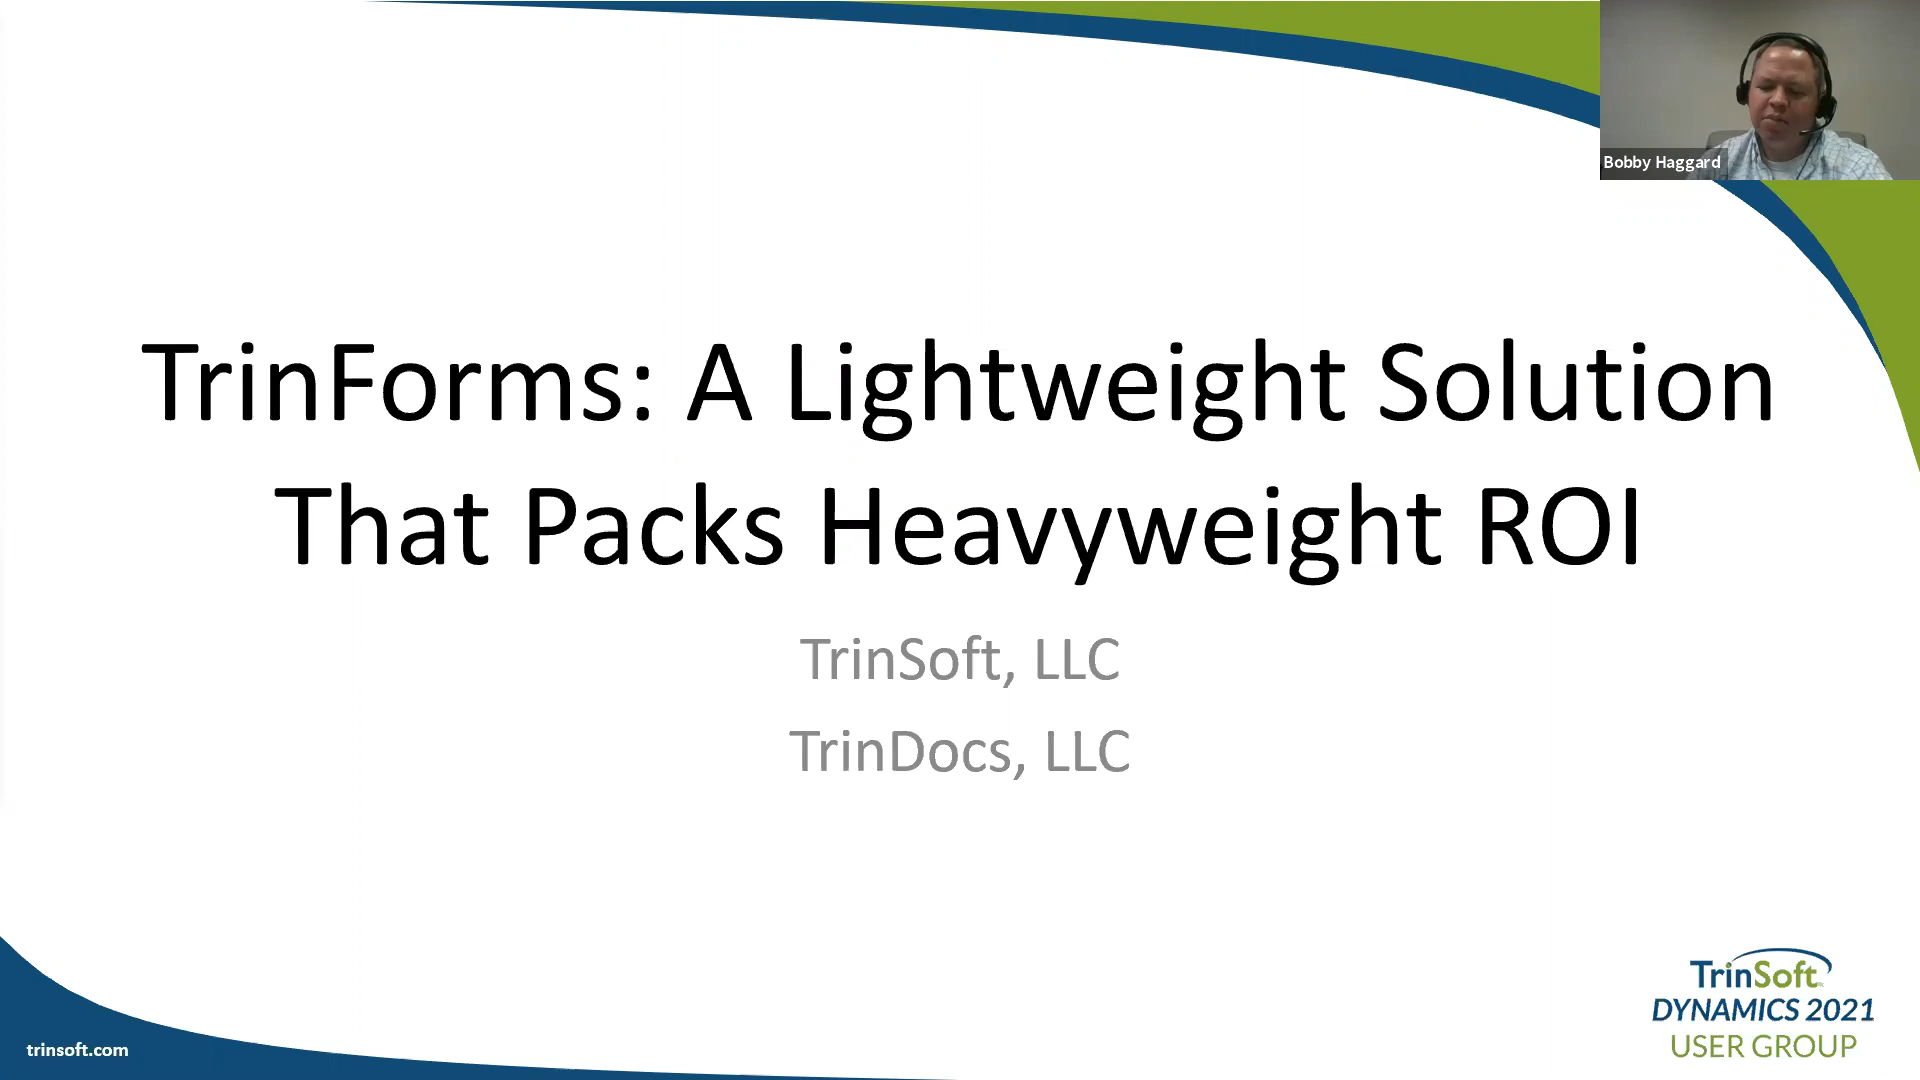 Bobby Haggard
TrinForms: A Lightweight Solution
That Packs Heavyweight ROI
TrinSoft, LLC
TrinDocs, LLC
trinsoft.com
TrinSoft
DYNAMICS 2021
USER GROUP